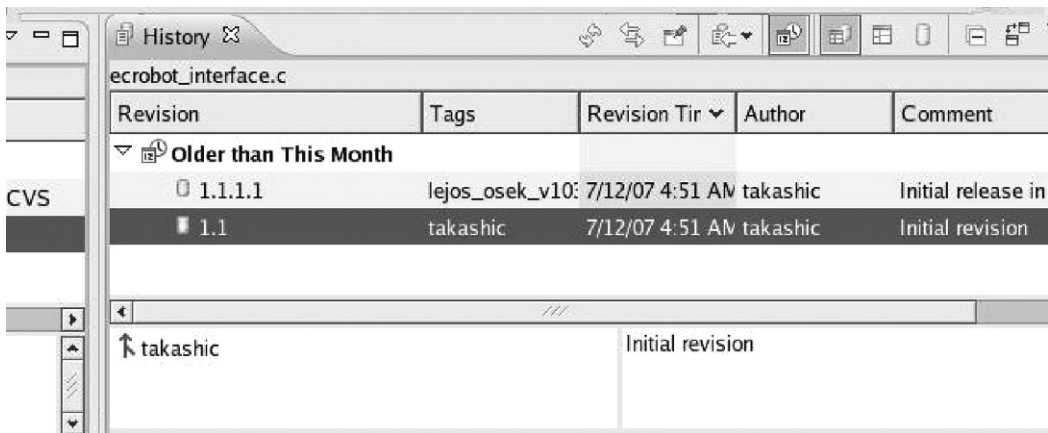 History
ecrobot_interface.c
Revision Tags Revision Tir Author Comment
Older than This Month
1.1.1.1 lejos_osek_v103 7/12/07 4:51 AM takashic Initial release in
CVS
1.1 takashic 7/12/07 4:51 AM takashic Initial revision
takashic Initial revision